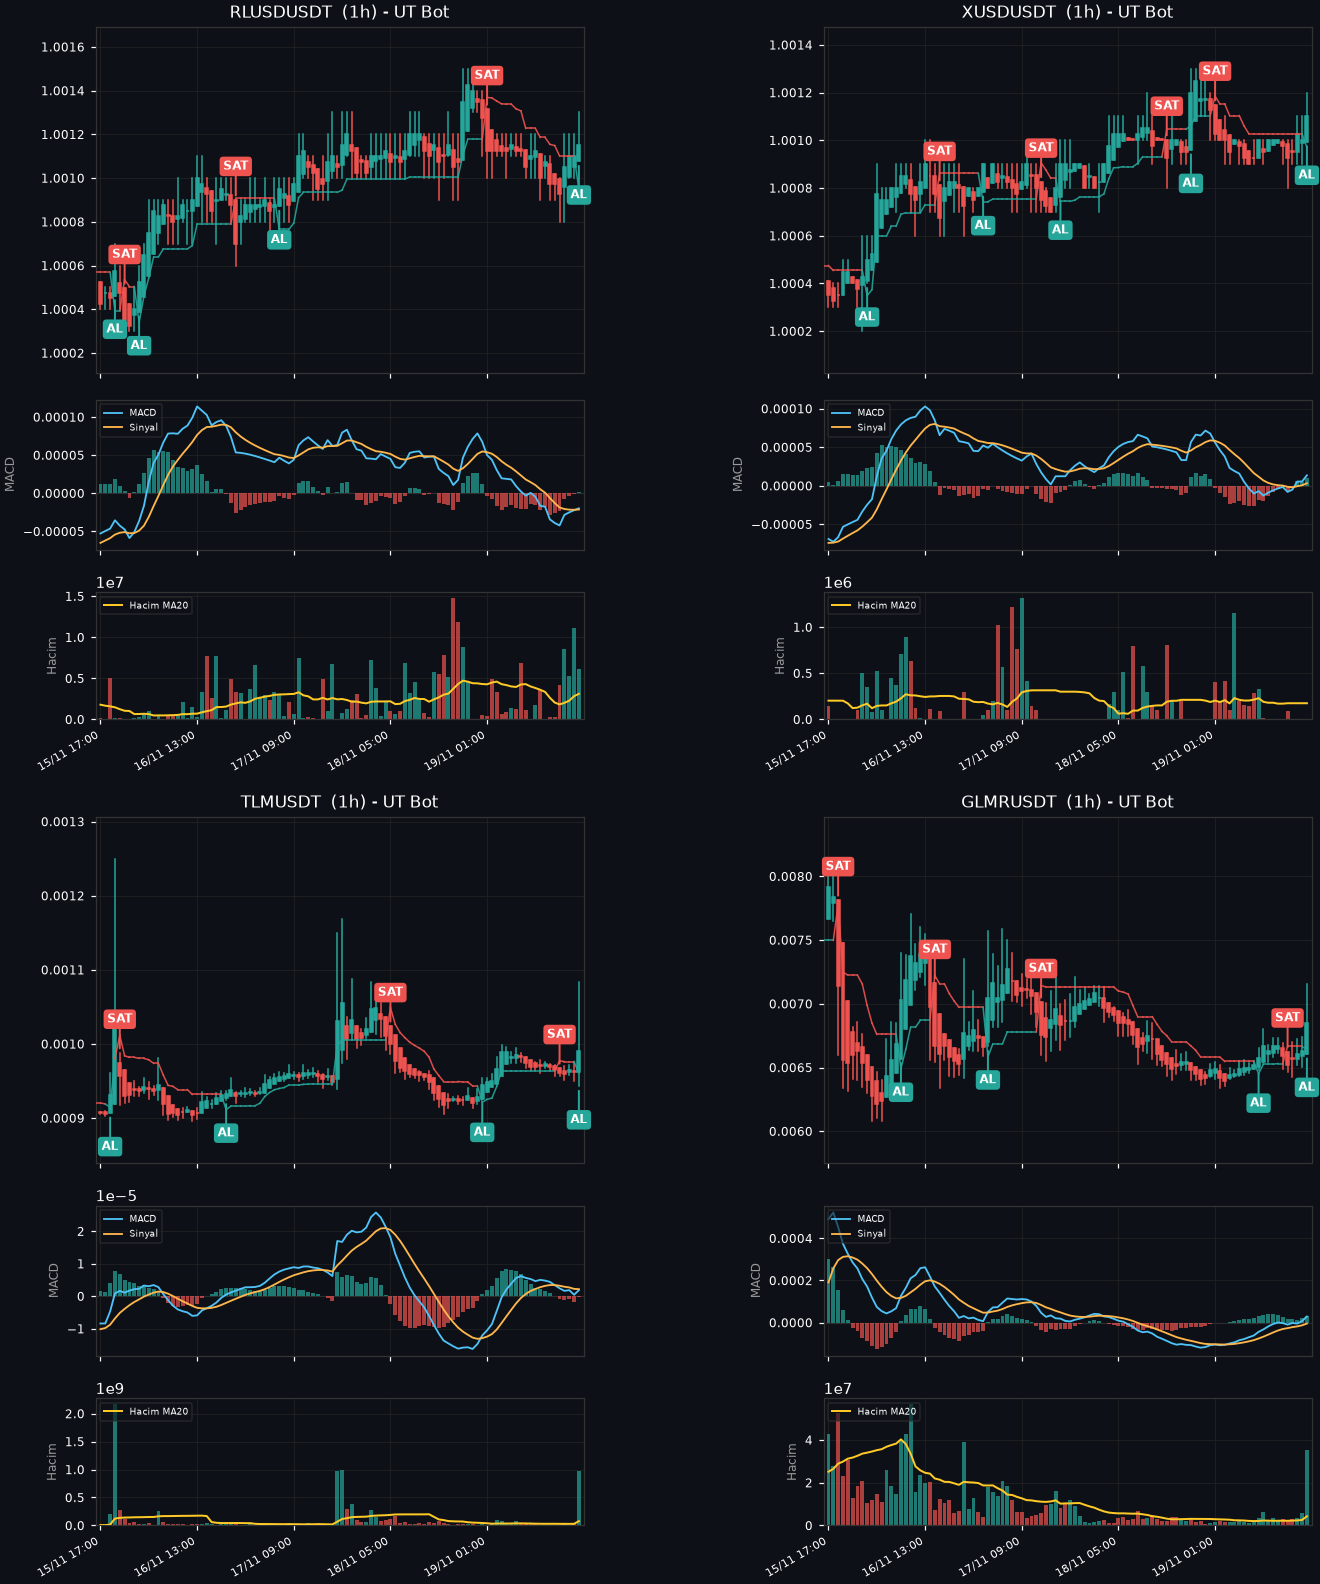 RLUSDUSDT (1h) - UT Bot
1.0016
1.0014
1.0012
1.0010
1.0008
1.0006
1.0004
1.0002
SAT
SAT
SAT
AL
AL
AL
AL
MACD
Sinyal
0.00010
0.00005
0.00000
−0.00005
MACD
1e7
Hacim MA20
1.5
1.0
0.5
0.0
Hacim
15/11 17:00
16/11 13:00
17/11 09:00
18/11 05:00
19/11 01:00
XUSDUSDT (1h) - UT Bot
1.0014
1.0012
1.0010
1.0008
1.0006
1.0004
1.0002
SAT
SAT
SAT
SAT
AL
AL
AL
AL
AL
MACD
Sinyal
0.00010
0.00005
0.00000
−0.00005
MACD
1e6
Hacim MA20
1.0
0.5
0.0
Hacim
15/11 17:00
16/11 13:00
17/11 09:00
18/11 05:00
19/11 01:00
TLMUSDT (1h) - UT Bot
0.0013
0.0012
0.0011
0.0010
0.0009
SAT
SAT
SAT
AL
AL
AL
AL
1e−5
MACD
Sinyal
2
1
0
−1
MACD
1e9
Hacim MA20
2.0
1.5
1.0
0.5
0.0
Hacim
15/11 17:00
16/11 13:00
17/11 09:00
18/11 05:00
19/11 01:00
GLMRUSDT (1h) - UT Bot
0.0080
0.0075
0.0070
0.0065
0.0060
SAT
SAT
SAT
SAT
AL
AL
AL
AL
MACD
Sinyal
0.0004
0.0002
0.0000
MACD
1e7
Hacim MA20
4
2
0
Hacim
15/11 17:00
16/11 13:00
17/11 09:00
18/11 05:00
19/11 01:00